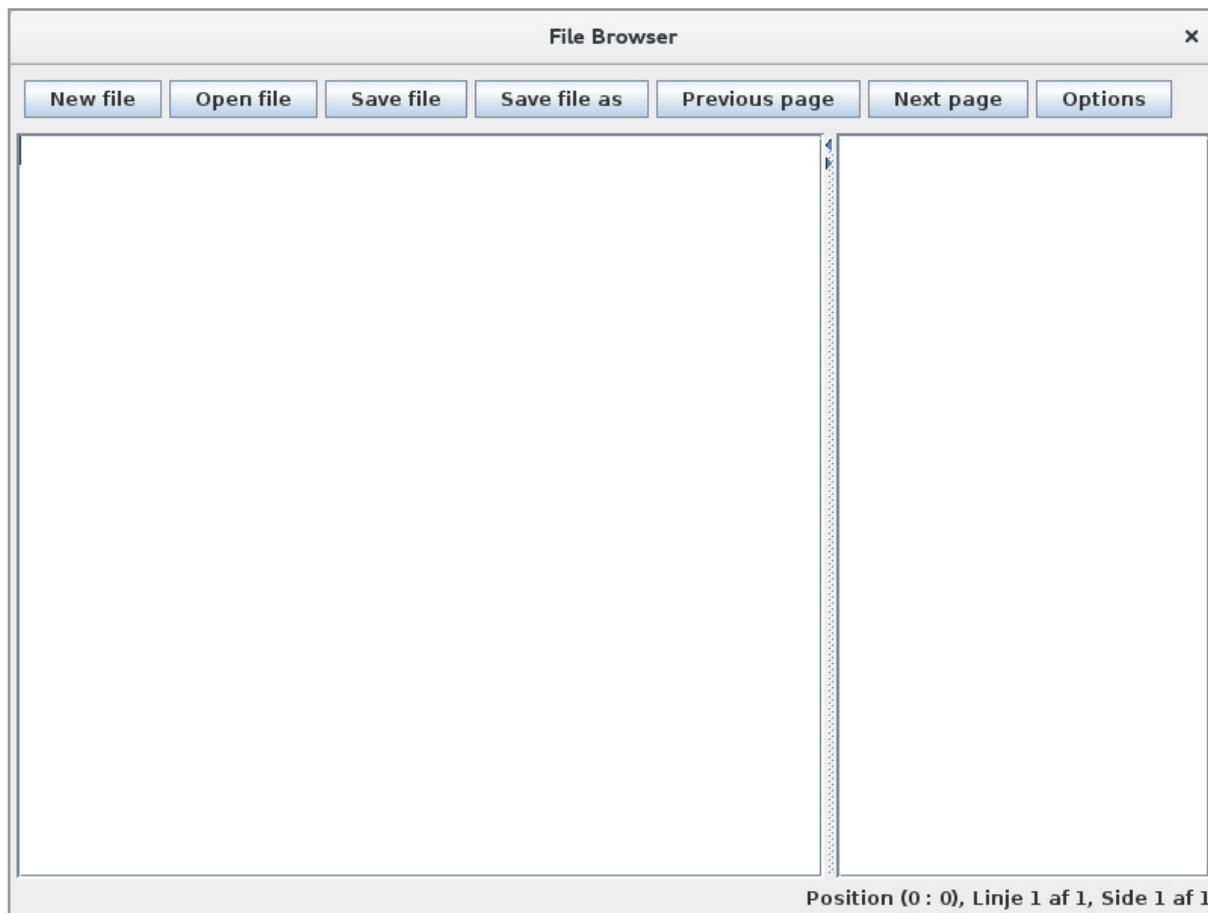 File Browser
New file Open file Save file Save file as Previous page Next page Options
Position (0 : 0), Linje 1 af 1, Side 1 af 1